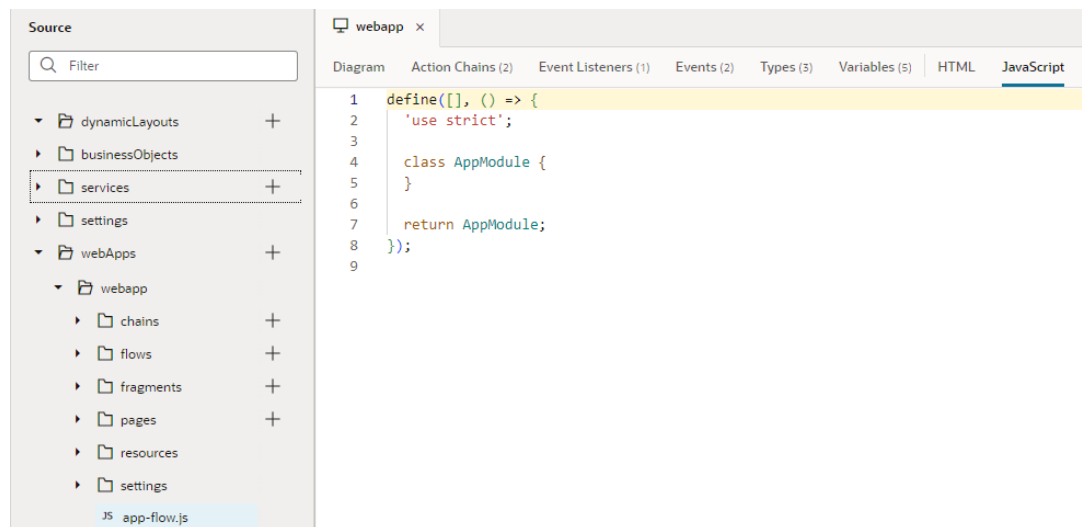 Source
Filter
dynamicLayouts
businessObjects
services
settings
webApps
webapp
chains
flows
fragments
pages
resources
settings
JS app-flow.js
webapp ×
Diagram Action Chains (2) Event Listeners (1) Events (2) Types (3) Variables (5) HTML JavaScript
1 define([], () => {
2 'use strict';
3
4 class AppModule {
5 }
6
7 return AppModule;
8 });
9